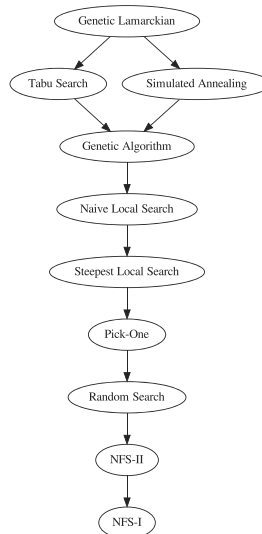 Genetic Lamarckian
Tabu Search
Simulated Annealing
Genetic Algorithm
Naive Local Search
Steepest Local Search
Pick-One
Random Search
NFS-II
NFS-I